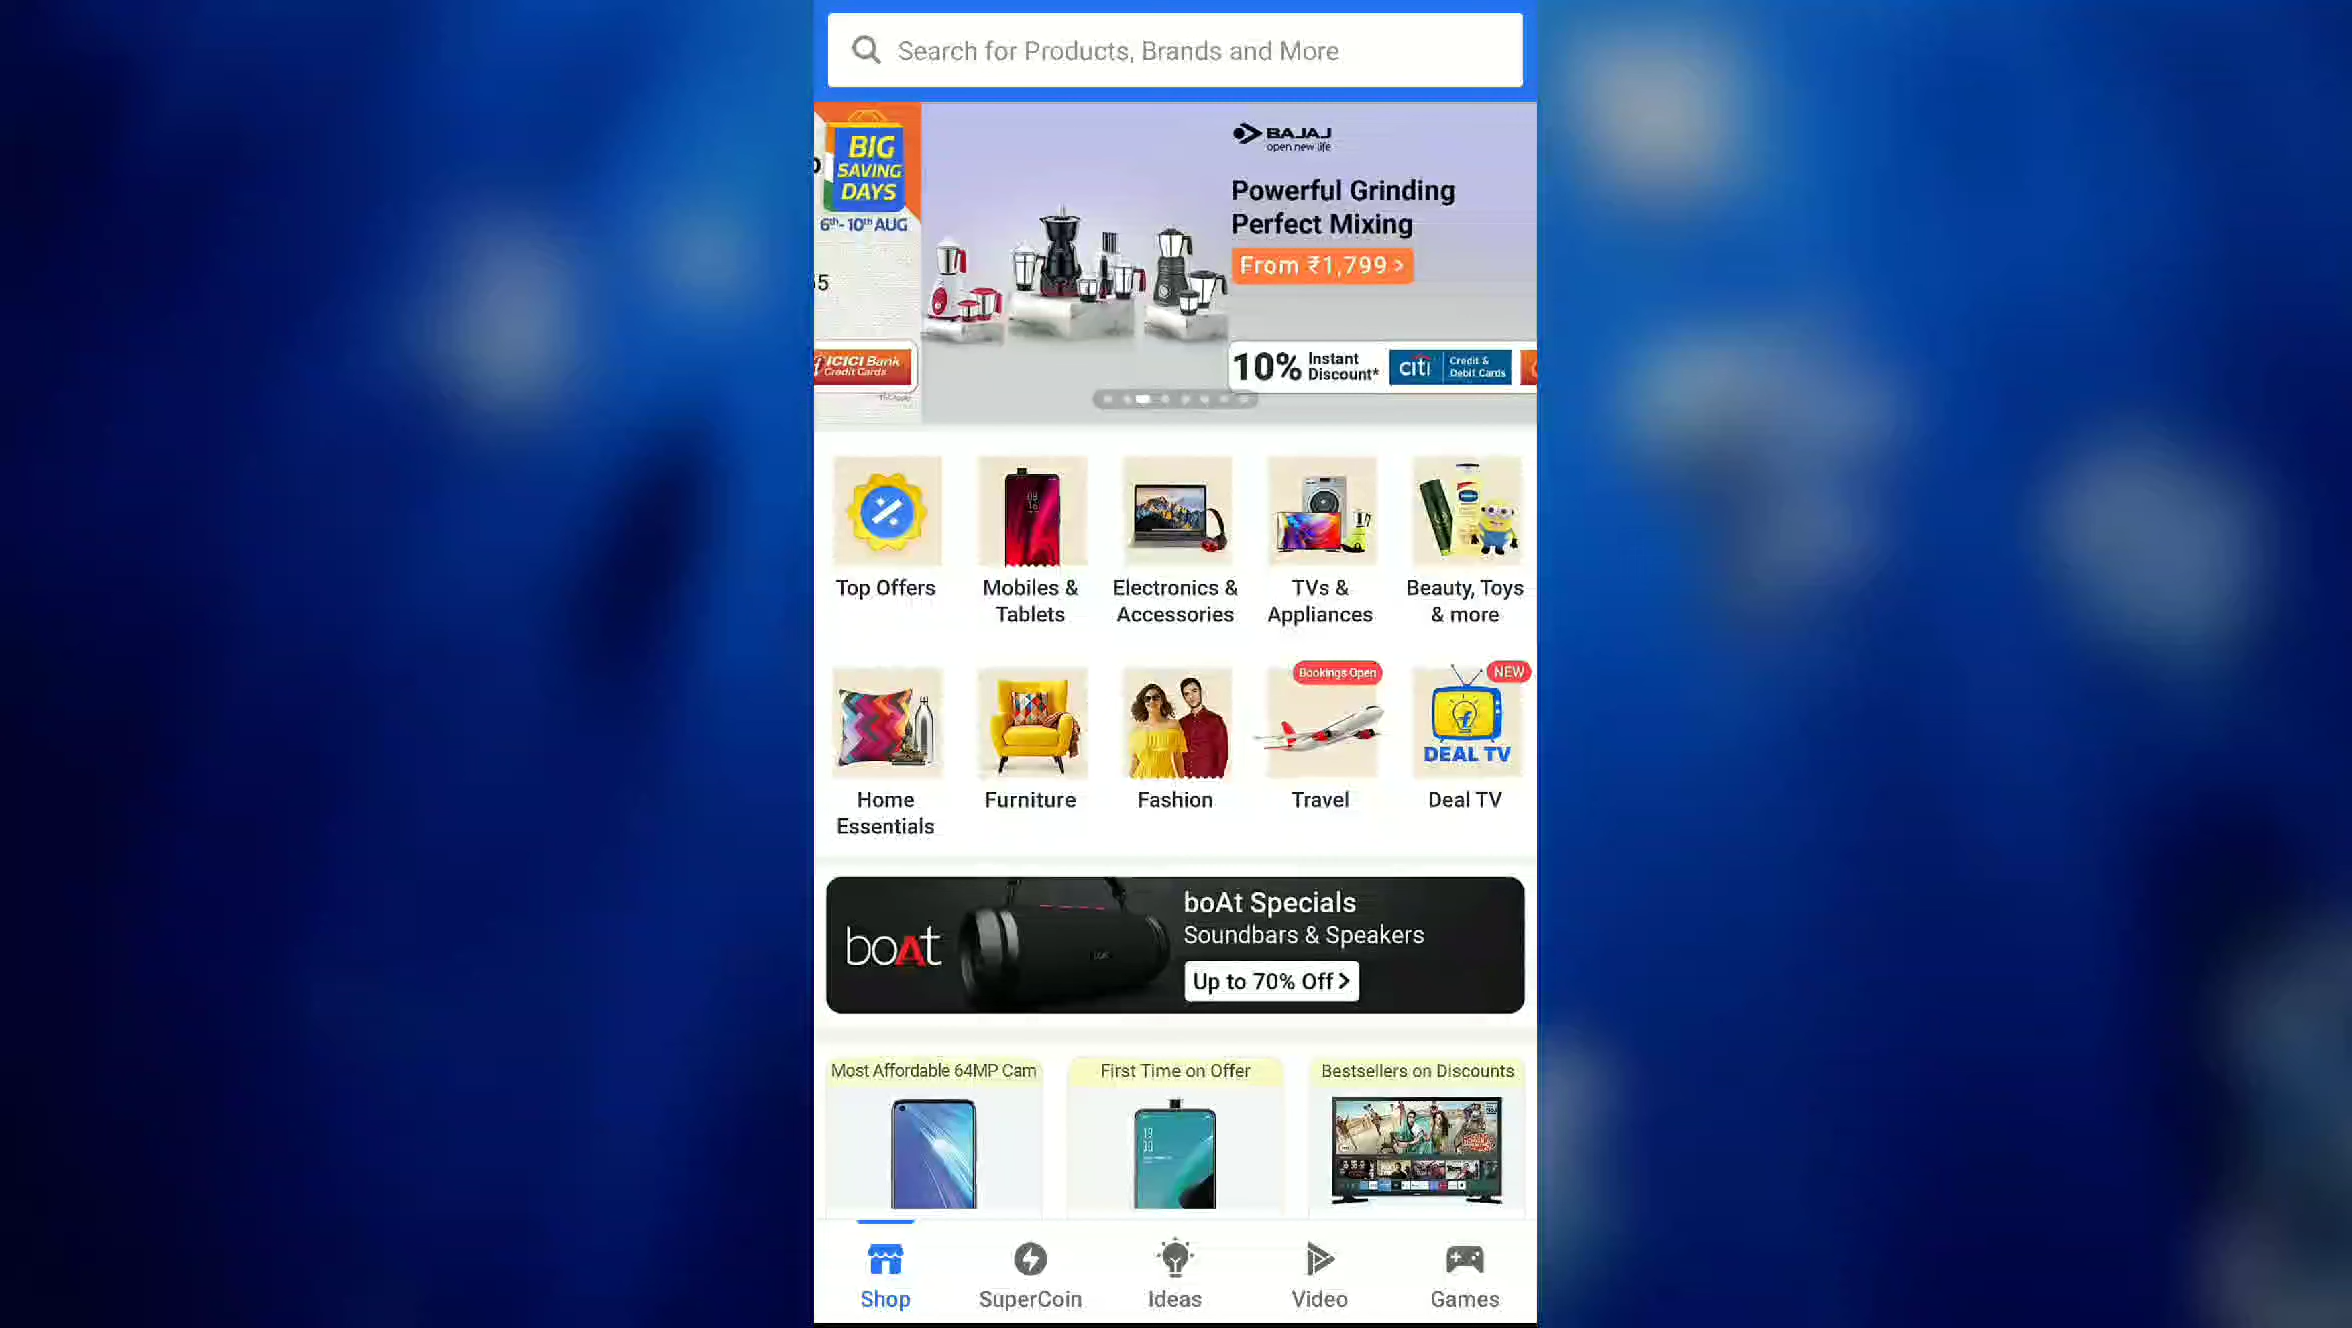 Search for Products, Brands and More
BIG
SAVING
DAYS
6th-10th AUG
ICICI Bank
Credit Cards
BAJAJ
open new life
Powerful Grinding
Perfect Mixing
From ₹1,799 >
10% Instant Discount*
citi Credit & Debit Cards
Top Offers
Mobiles & Tablets
Electronics & Accessories
TVs & Appliances
Beauty, Toys & more
Bookings Open
NEW
DEAL TV
Home Essentials
Furniture
Fashion
Travel
Deal TV
boAt
boAt Specials
Soundbars & Speakers
Up to 70% Off >
Most Affordable 64MP Cam
First Time on Offer
Bestsellers on Discounts
Shop
SuperCoin
Ideas
Video
Games